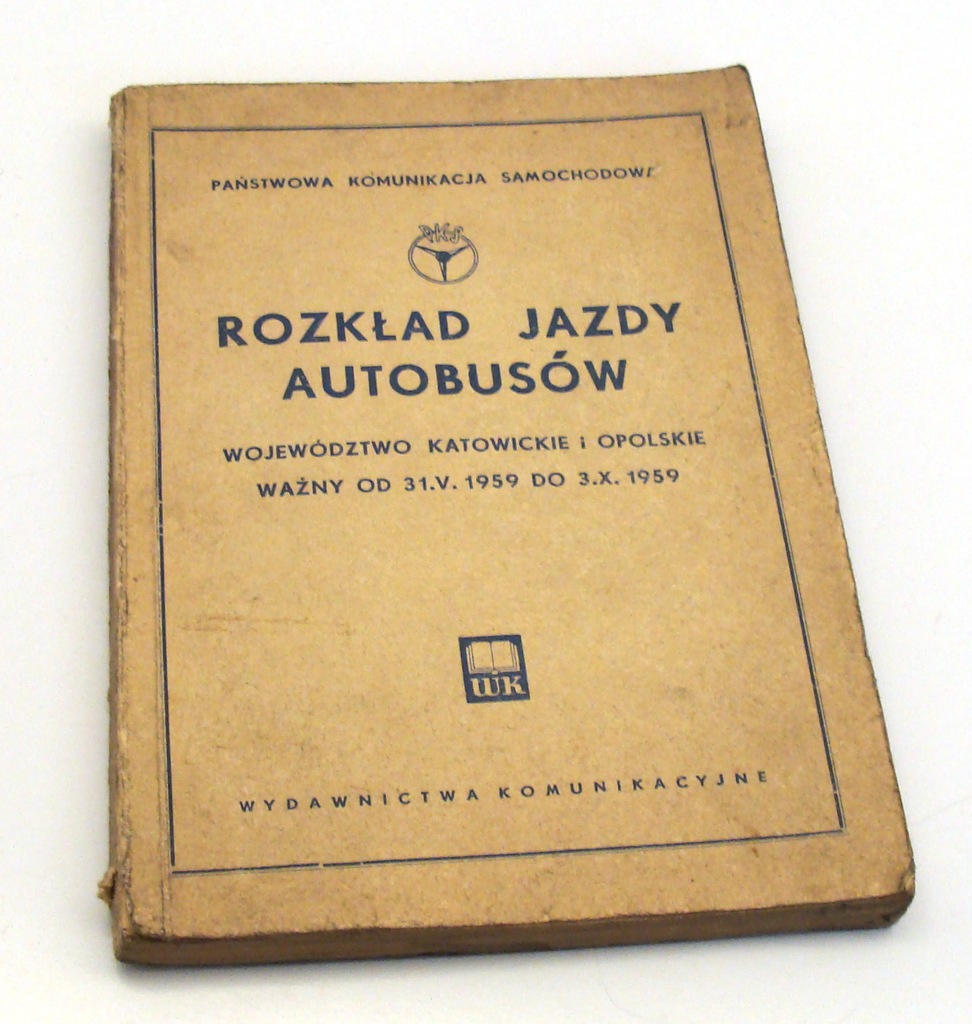 PAŃSTWOWA KOMUNIKACJA SAMOCHODOWA
PKS
ROZKŁAD JAZDY
AUTOBUSÓW
WOJEWÓDZTWO KATOWICKIE i OPOLSKIE
WAŻNY OD 31.V. 1959 DO 3.X. 1959
WK
WYDAWNICTWA KOMUNIKACYJNE